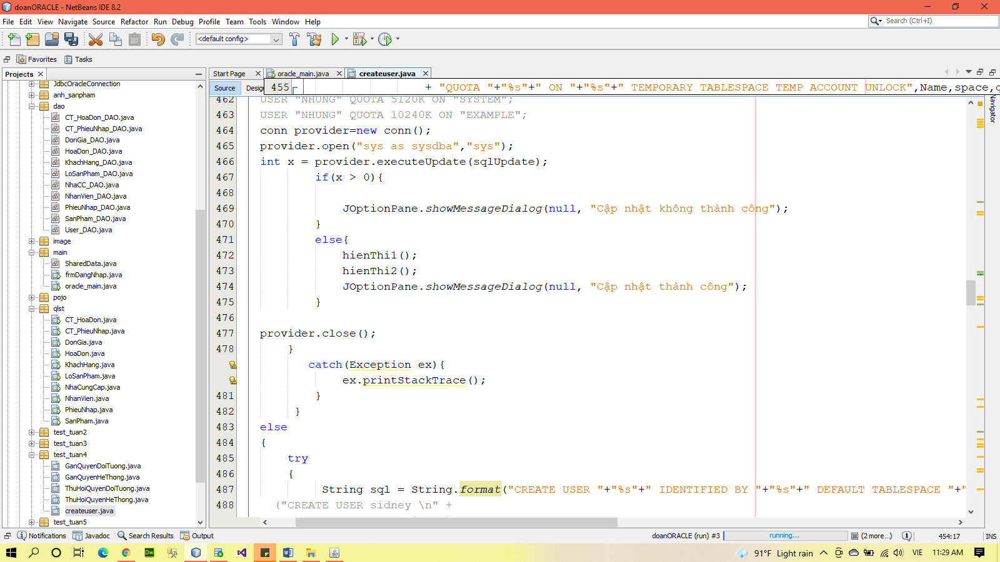 doanORACLE - NetBeans IDE 8.2
File Edit View Navigate Source Refactor Run Debug Profile Team Tools Window Help
Search (Ctrl+I)
<default config>
Favorites Tasks
Projects
Start Page oracle_main.java createuser.java
JdbcOracleConnection
anh_sanpham
dao
CT_HoaDon_DAO.java
CT_PhieuNhap_DAO.java
DonGia_DAO.java
HoaDon_DAO.java
KhachHang_DAO.java
LoSanPham_DAO.java
NhaCC_DAO.java
NhanVien_DAO.java
PhieuNhap_DAO.java
SanPham_DAO.java
User_DAO.java
image
main
SharedData.java
frmDangNhap.java
oracle_main.java
pojo
qlst
CT_HoaDon.java
CT_PhieuNhap.java
DonGia.java
HoaDon.java
KhachHang.java
LoSanPham.java
NhaCungCap.java
NhanVien.java
PhieuNhap.java
SanPham.java
test_tuan2
test_tuan3
test_tuan4
GanQuyenDoiTuong.java
GanQuyenHeThong.java
ThuHoiQuyenDoiTuong.java
ThuHoiQuyenHeThong.java
createuser.java
test_tuan5
Source Desig
455 + "QUOTA "+"%s"+" ON "+"%s"+" TEMPORARY TABLESPACE TEMP ACCOUNT UNLOCK",Name,space,q
462 USER "NHUNG" QUOTA 5120K ON "SYSTEM";
463 USER "NHUNG" QUOTA 10240K ON "EXAMPLE";
464 conn provider=new conn();
465 provider.open("sys as sysdba","sys");
466 int x = provider.executeUpdate(sqlUpdate);
467 if(x > 0){
468
469 JOptionPane.showMessageDialog(null, "Cập nhật không thành công");
470 }
471 else{
472 hienThi1();
473 hienThi2();
474 JOptionPane.showMessageDialog(null, "Cập nhật thành công");
475 }
476
477 provider.close();
478 }
catch(Exception ex){
ex.printStackTrace();
481 }
482 }
483 else
484 {
485 try
486 {
487 String sql = String.format("CREATE USER "+"%s"+" IDENTIFIED BY "+"%s"+" DEFAULT TABLESPACE "+"
488 ("CREATE USER sidney \n" +
Navigator
Notifications Javadoc Search Results Output
doanORACLE (run) #3 running... (2 more...) 1 454:17 INS
Dw
91°F Light rain VIE 11:29 AM